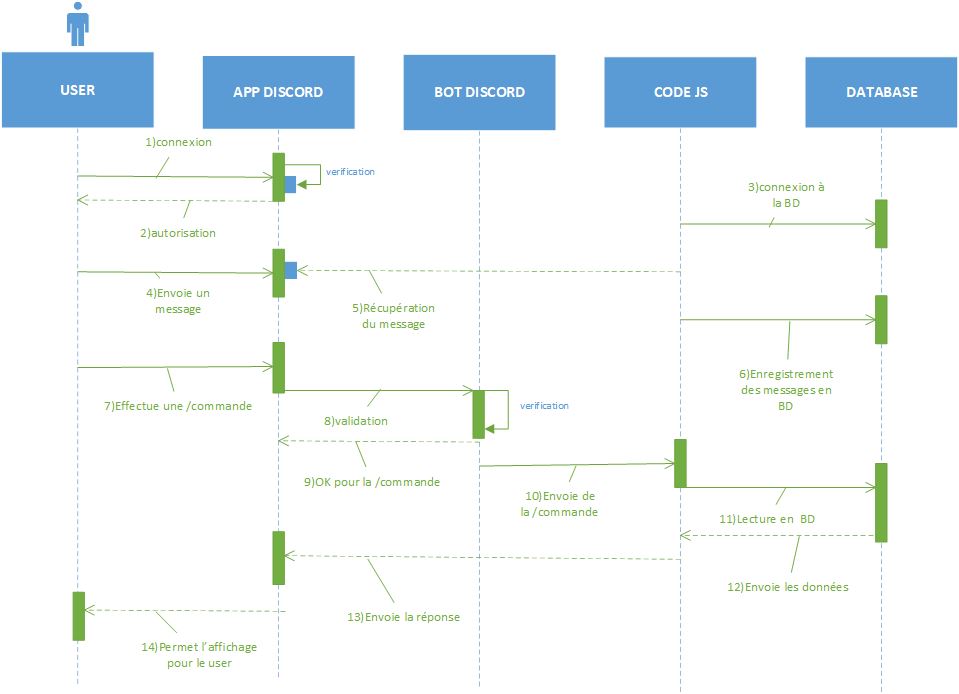 USER
APP DISCORD
BOT DISCORD
CODE JS
DATABASE
1)connexion
verification
2)autorisation
3)connexion à
la BD
4)Envoie un
message
5)Récupération
du message
6)Enregistrement
des messages en
BD
7)Effectue une /commande
8)validation
verification
9)OK pour la /commande
10)Envoie de
la /commande
11)Lecture en BD
12)Envoie les données
13)Envoie la réponse
14)Permet l'affichage
pour le user